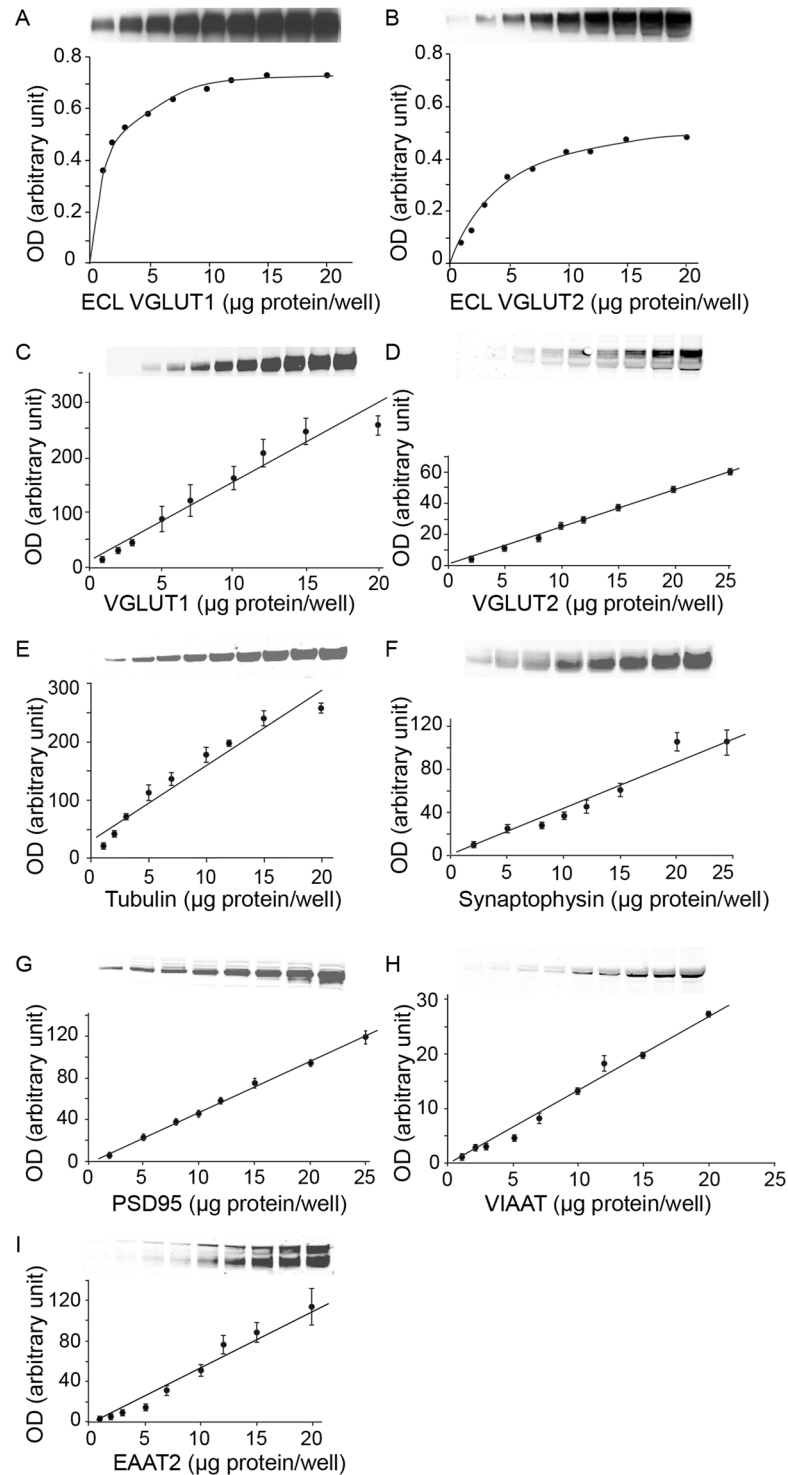 A
B
0.8
0.6
0.4
0.2
0
OD (arbitrary unit)
0 5 10 15 20
ECL VGLUT1 (µg protein/well)
0.8
0.6
0.4
0.2
0
OD (arbitrary unit)
0 5 10 15 20
ECL VGLUT2 (µg protein/well)
C
D
300
200
100
0
OD (arbitrary unit)
0 5 10 15 20
VGLUT1 (µg protein/well)
60
40
20
0
OD (arbitrary unit)
0 5 10 15 20 25
VGLUT2 (µg protein/well)
E
F
300
200
100
0
OD (arbitrary unit)
0 5 10 15 20
Tubulin (µg protein/well)
120
80
40
0
OD (arbitrary unit)
0 5 10 15 20 25
Synaptophysin (µg protein/well)
G
H
120
80
40
0
OD (arbitrary unit)
0 5 10 15 20 25
PSD95 (µg protein/well)
30
20
10
0
OD (arbitrary unit)
0 5 10 15 20 25
VIAAT (µg protein/well)
I
120
80
40
0
OD (arbitrary unit)
0 5 10 15 20
EAAT2 (µg protein/well)